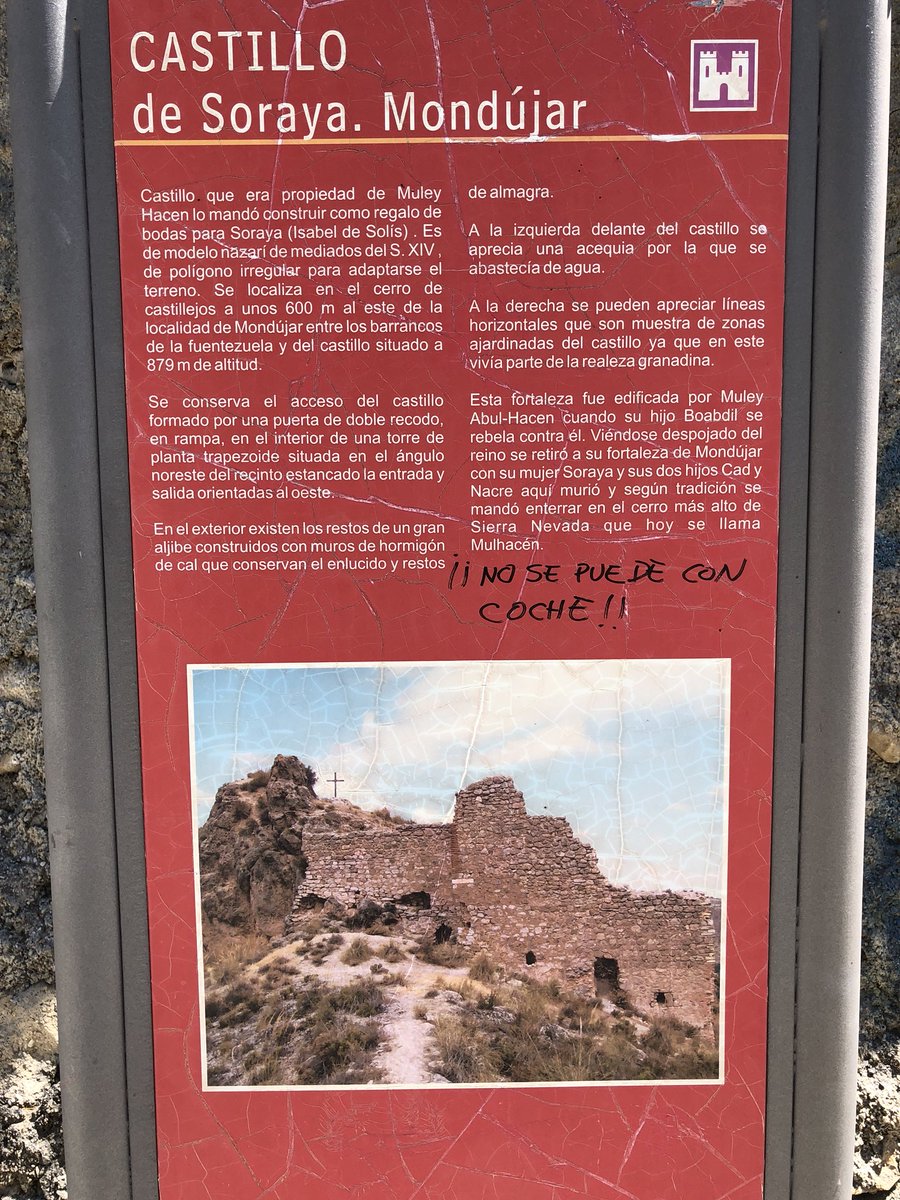 CASTILLO
de Soraya. Mondújar
Castillo que era propiedad de Muley
Hacen lo mandó construir como regalo de
bodas para Soraya (Isabel de Solís) . Es
de modelo nazarí de mediados del S. XIV ,
de polígono irregular para adaptarse el
terreno. Se localiza en el cerro de
castillejos a unos 600 m al este de la
localidad de Mondújar entre los barrancos
de la fuentezuela y del castillo situado a
879 m de altitud.
Se conserva el acceso del castillo
formado por una puerta de doble recodo,
en rampa, en el interior de una torre de
planta trapezoide situada en el ángulo
noreste del recinto estancado la entrada y
salida orientadas al oeste.
En el exterior existen los restos de un gran
aljibe construidos con muros de hormigón
de cal que conservan el enlucido y restos
de almagra.
A la izquierda delante del castillo se
aprecia una acequia por la que se
abastecía de agua.
A la derecha se pueden apreciar líneas
horizontales que son muestra de zonas
ajardinadas del castillo ya que en este
vivía parte de la realeza granadina.
Esta fortaleza fue edificada por Muley
Abul-Hacen cuando su hijo Boabdil se
rebela contra él. Viéndose despojado del
reino se retiró a su fortaleza de Mondújar
con su mujer Soraya y sus dos hijos Cad y
Nacre aquí murió y según tradición se
mandó enterrar en el cerro más alto de
Sierra Nevada que hoy se llama
Mulhacén.
¡¡NO SE PUEDE CON
COCHE!!